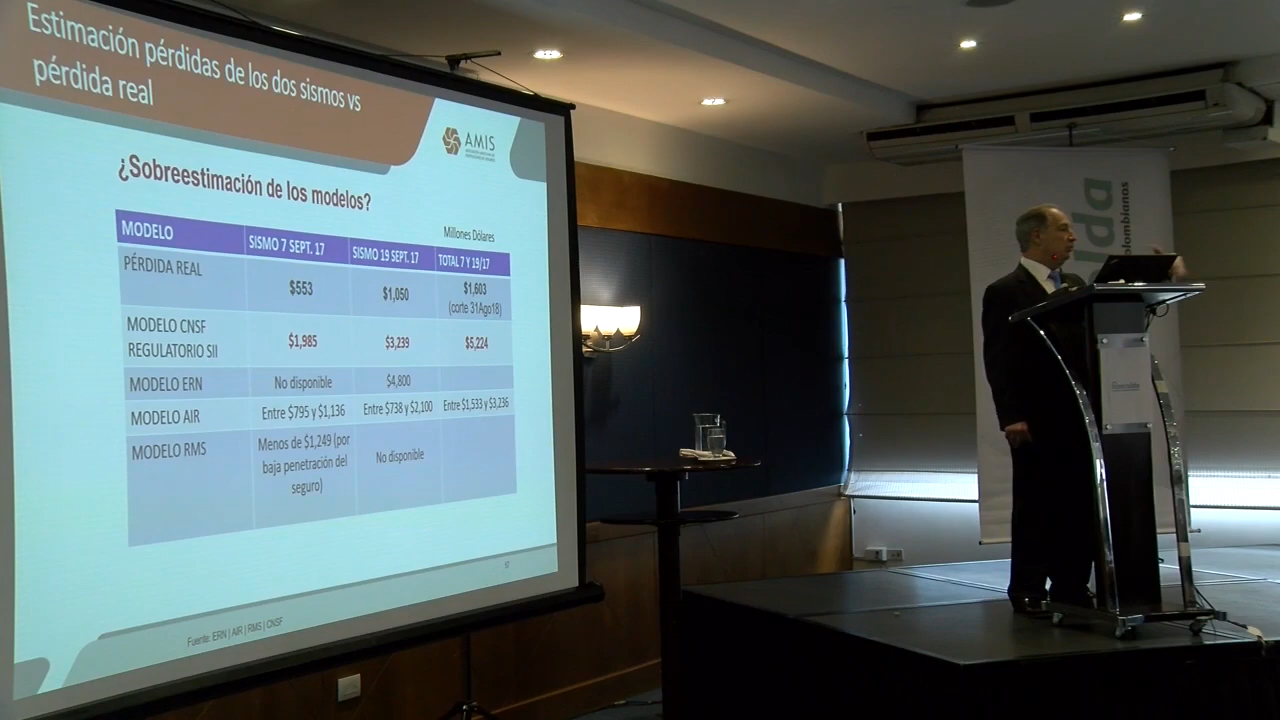 Estimación pérdidas de los dos sismos vs
pérdida real
AMIS
¿Sobreestimación de los modelos?
Millones Dólares
MODELO SISMO 7 SEPT. 17 SISMO 19 SEPT. 17 TOTAL 7 Y 19/17
PÉRDIDA REAL $553 $1,050 $1,603
(corte 31Ago18)
MODELO CNSF
REGULATORIO SII $1,985 $3,239 $5,224
MODELO ERN No disponible $4,800
MODELO AIR Entre $795 y $1,136 Entre $738 y $2,100 Entre $1,533 y $3,236
MODELO RMS Menos de $1,249 (por
baja penetración del
seguro) No disponible
Fuente: ERN | AIR | RMS | CNSF